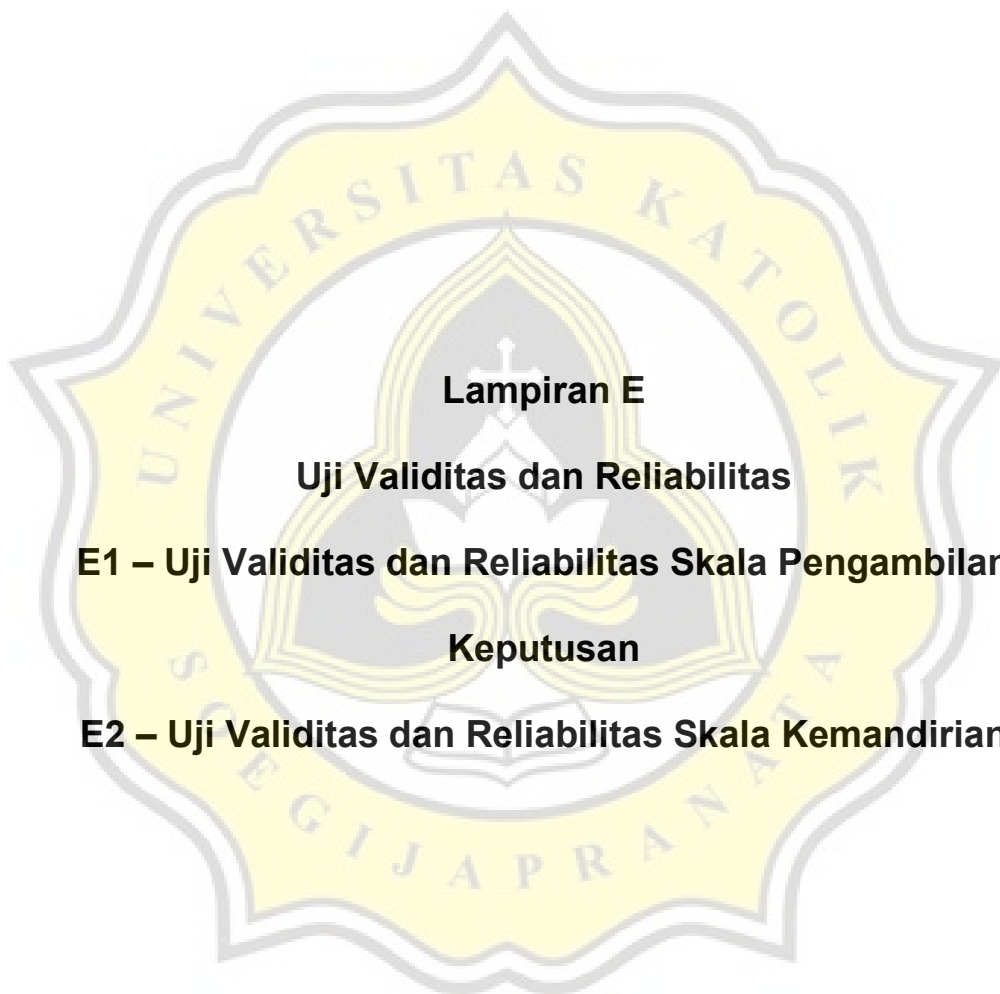 UNIVERSITAS KATOLIK
Lampiran E
Uji Validitas dan Reliabilitas
E1 – Uji Validitas dan Reliabilitas Skala Pengambilan
Keputusan
E2 – Uji Validitas dan Reliabilitas Skala Kemandirian
SOEGIJAPRANATA